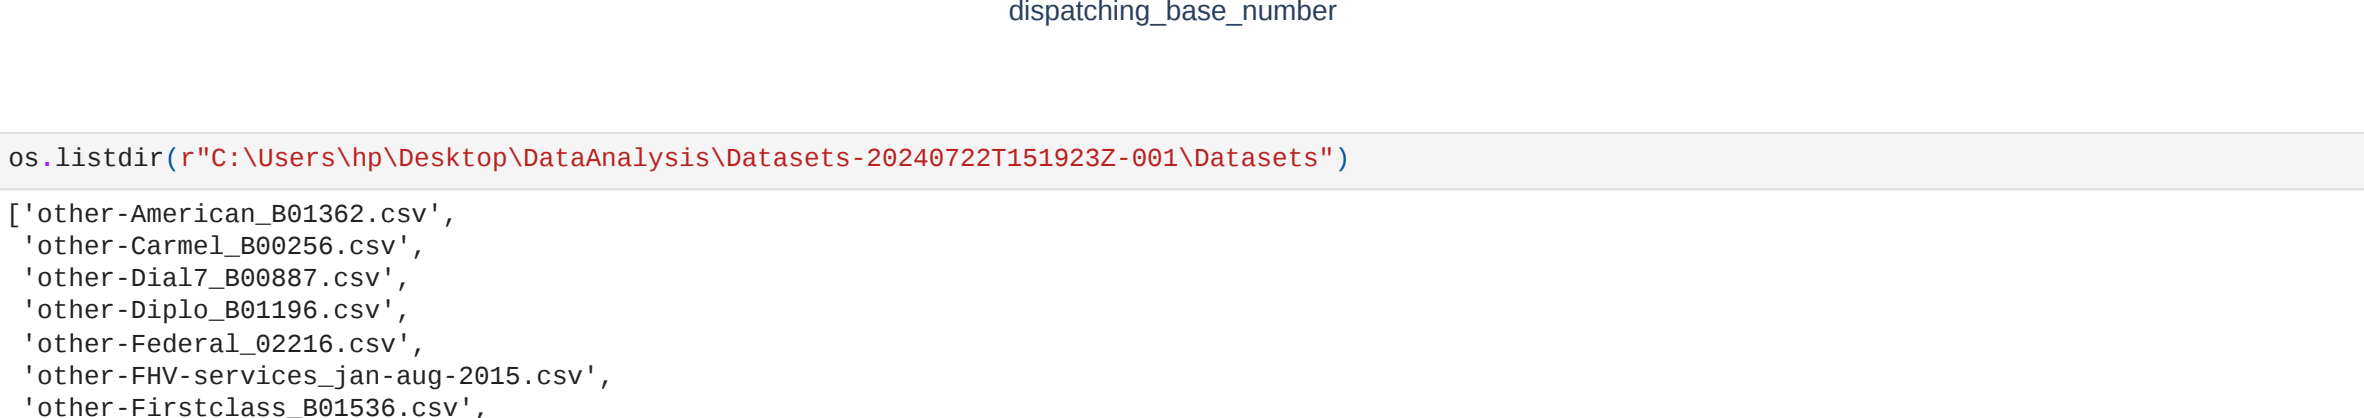 dispatching_base_number
os.listdir(r"C:\Users\hp\Desktop\DataAnalysis\Datasets-20240722T151923Z-001\Datasets")
['other-American_B01362.csv',
 'other-Carmel_B00256.csv',
 'other-Dial7_B00887.csv',
 'other-Diplo_B01196.csv',
 'other-Federal_02216.csv',
 'other-FHV-services_jan-aug-2015.csv',
 'other-Firstclass_B01536.csv',